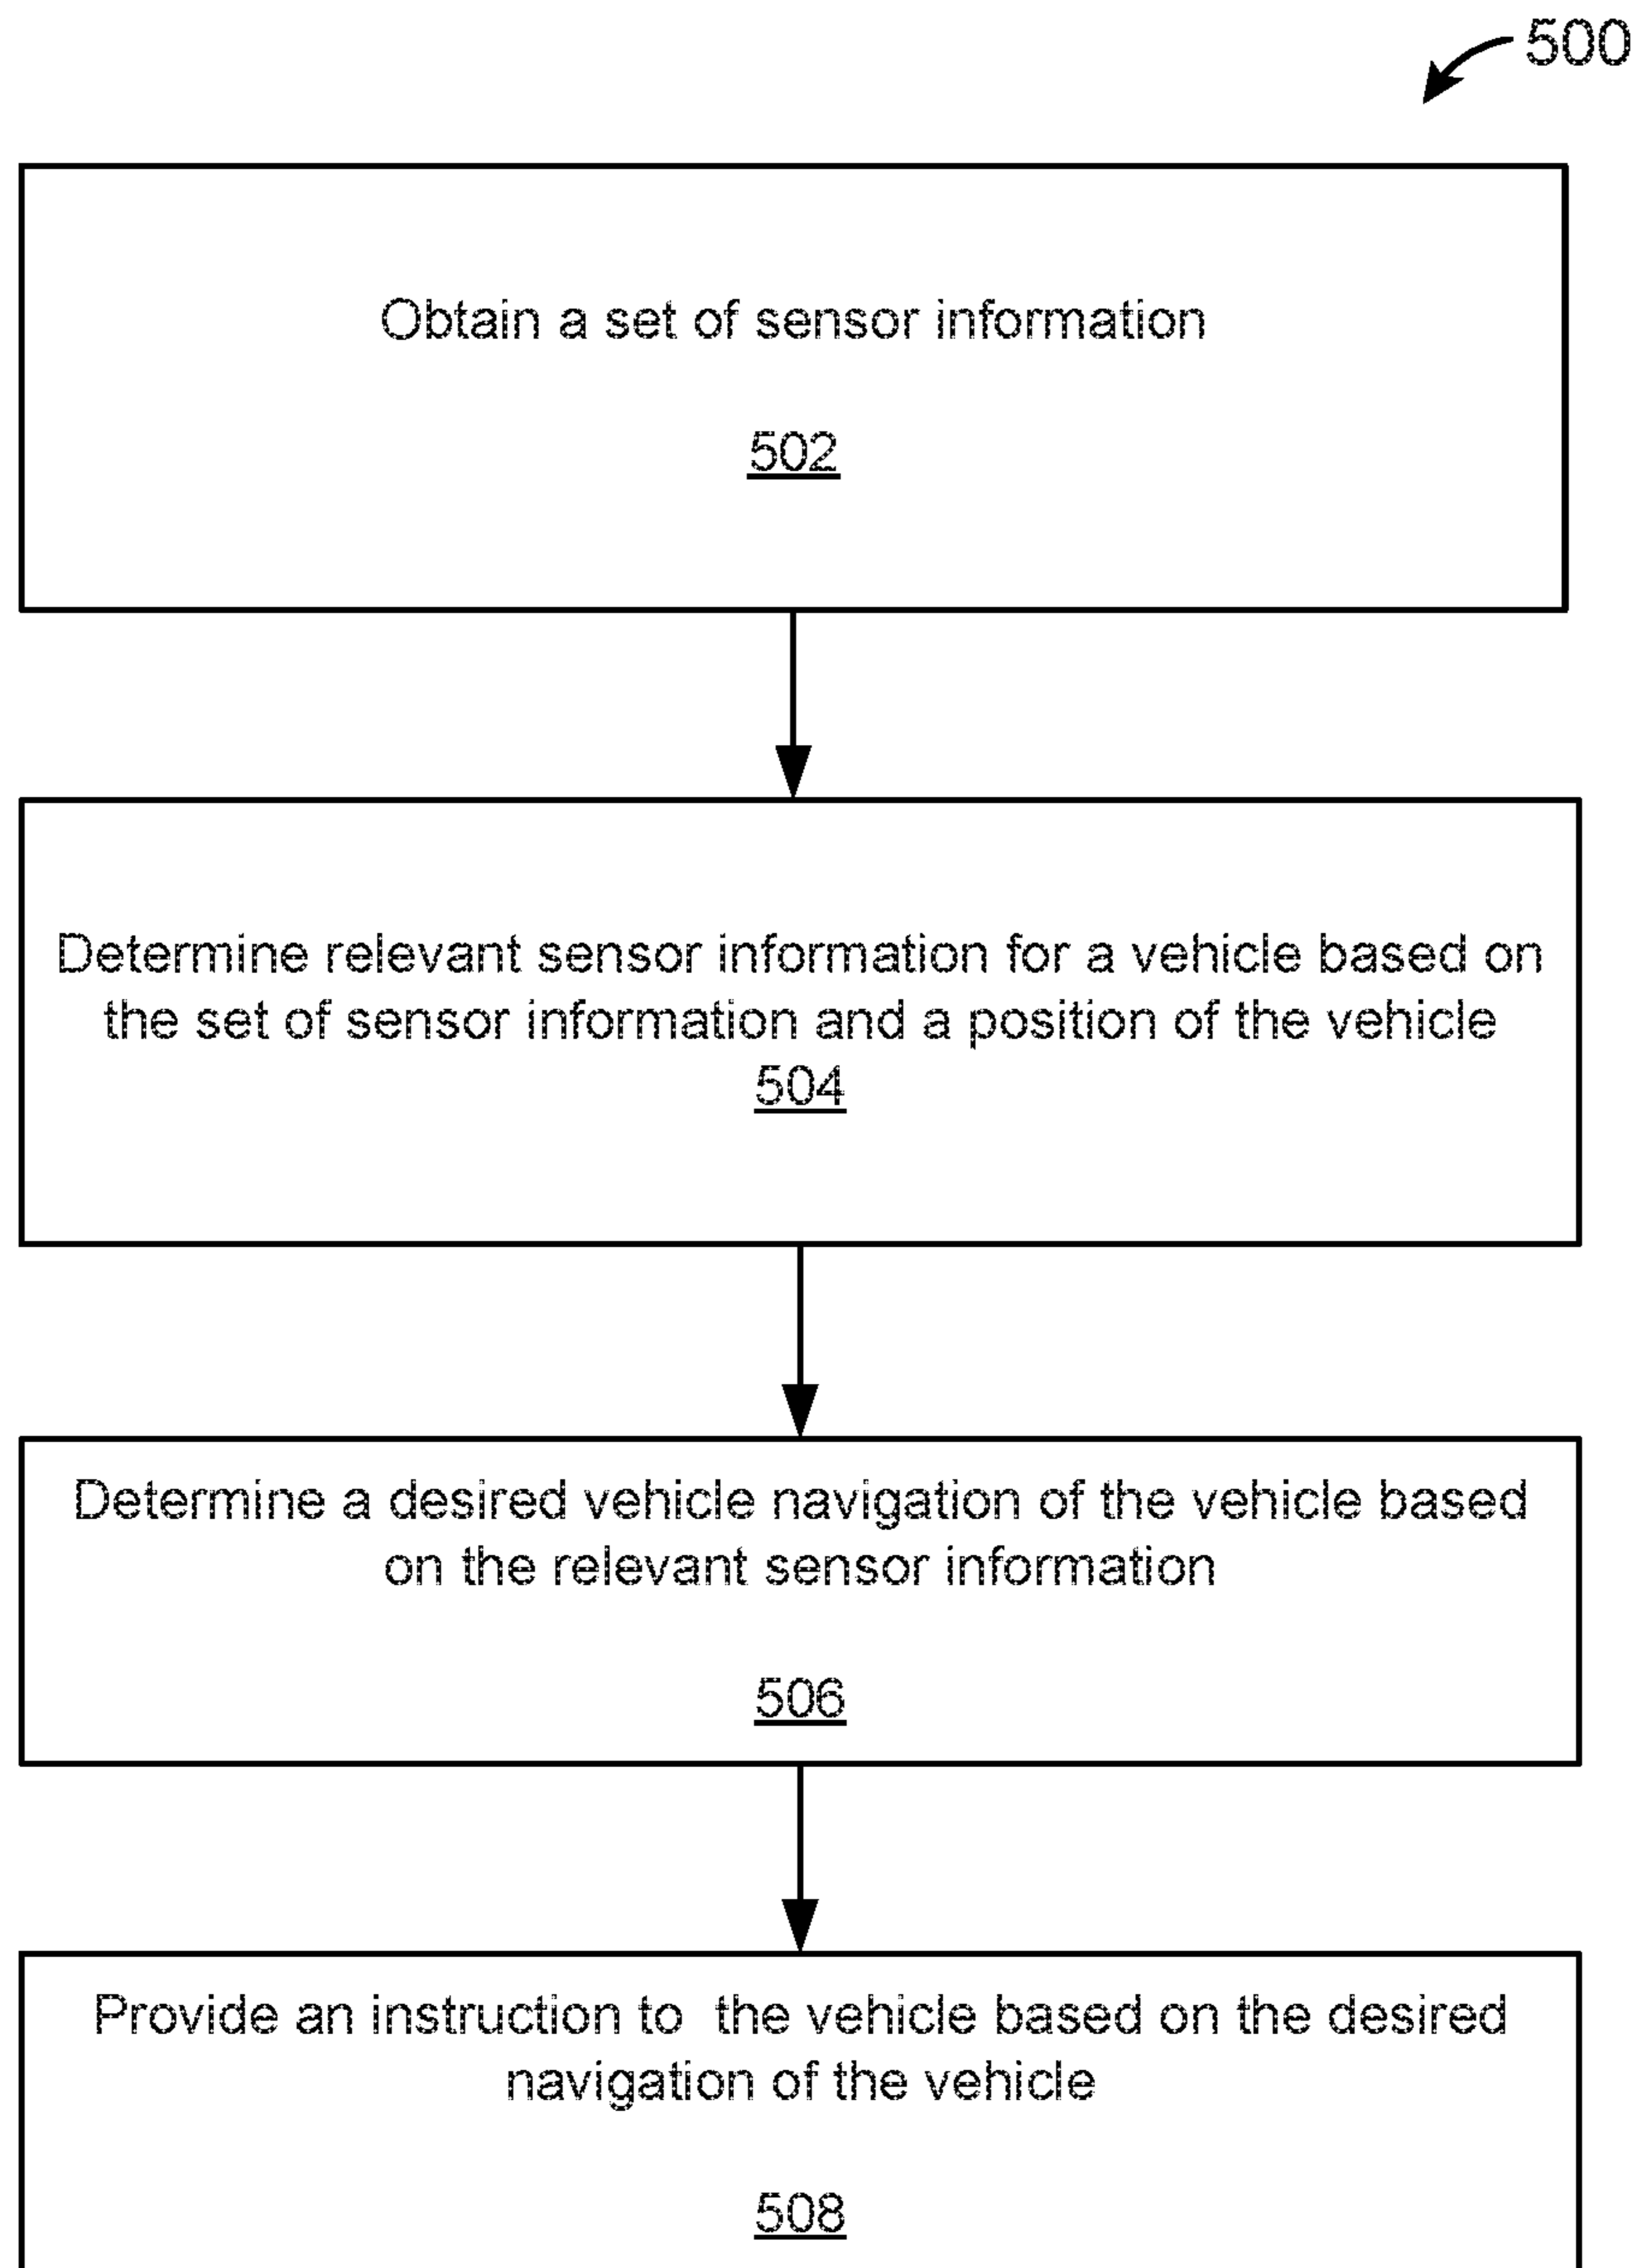 500
Obtain a set of sensor information
502
Determine relevant sensor information for a vehicle based on
the set of sensor information and a position of the vehicle
504
Determine a desired vehicle navigation of the vehicle based
on the relevant sensor information
506
Provide an instruction to  the vehicle based on the desired
navigation of the vehicle
508